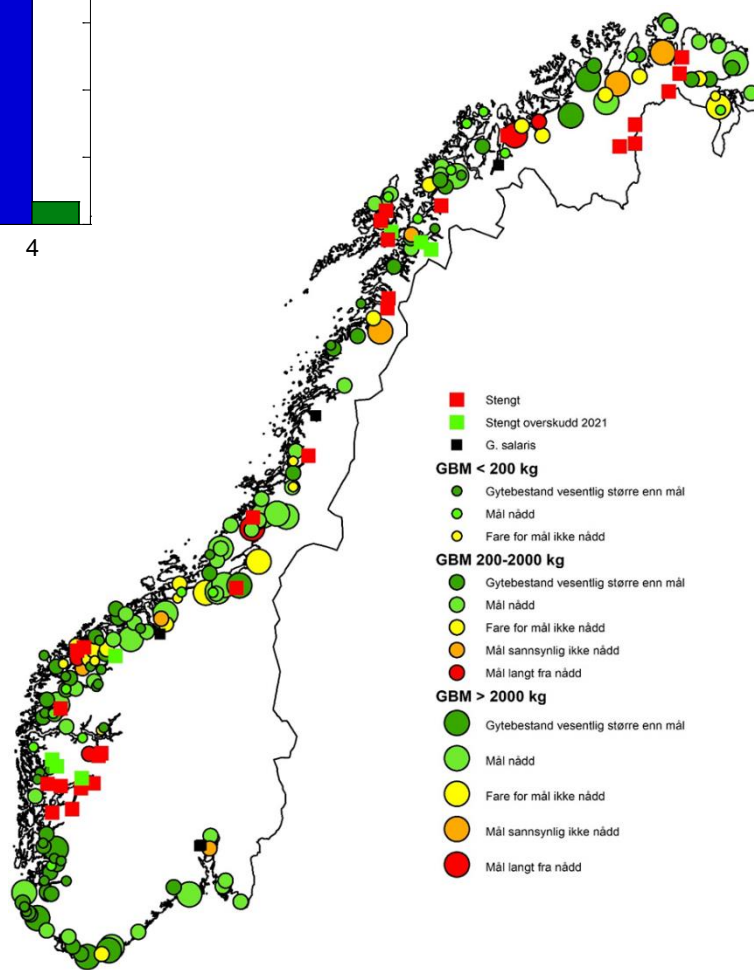 4
Stengt
Stengt overskudd 2021
G. salaris
GBM < 200 kg
Gytebestand vesentlig større enn mål
Mål nådd
Fare for mål ikke nådd
GBM 200-2000 kg
Gytebestand vesentlig større enn mål
Mål nådd
Fare for mål ikke nådd
Mål sannsynlig ikke nådd
Mål langt fra nådd
GBM > 2000 kg
Gytebestand vesentlig større enn mål
Mål nådd
Fare for mål ikke nådd
Mål sannsynlig ikke nådd
Mål langt fra nådd